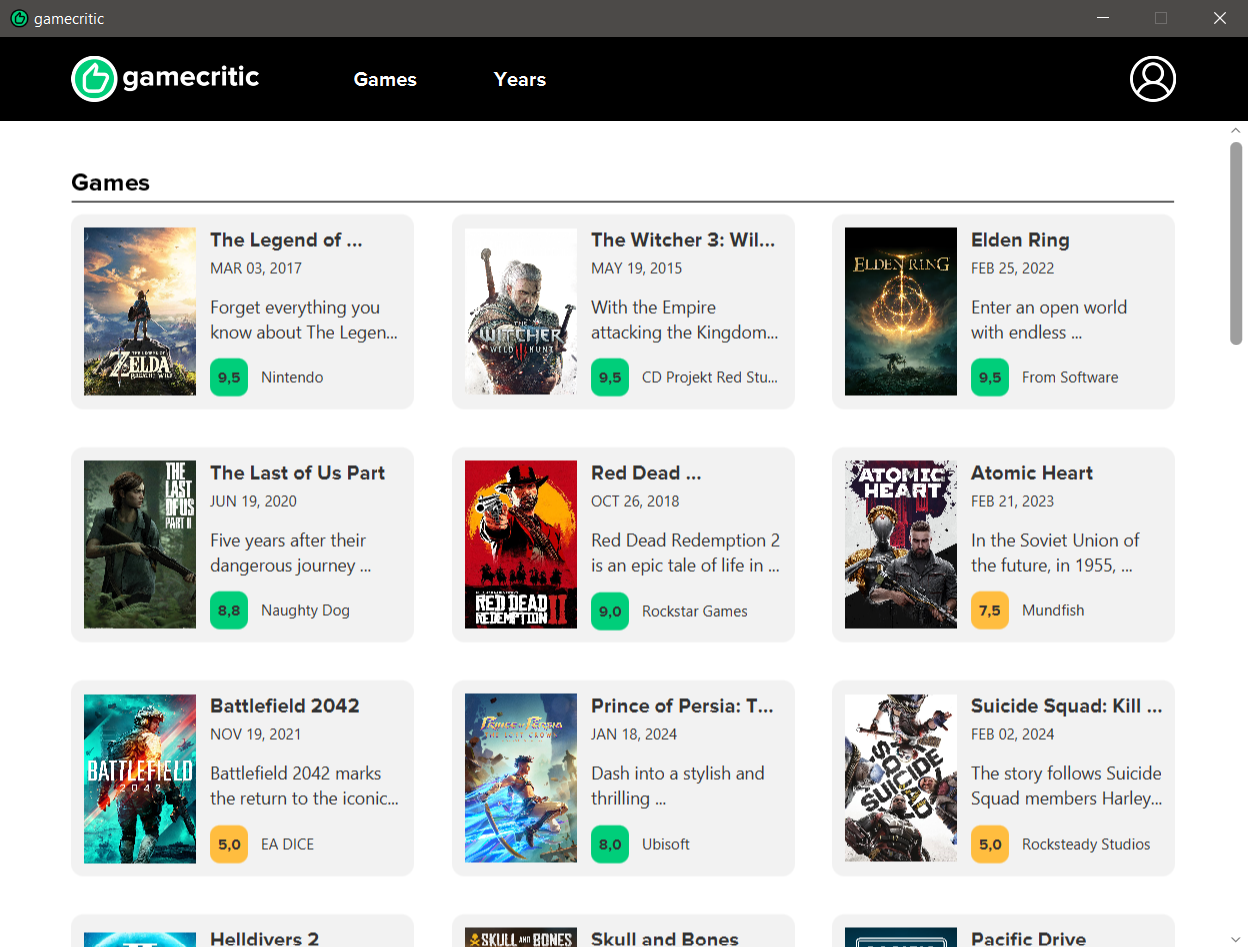 gamecritic
gamecritic
Games
Years
Games
The Legend of ...
MAR 03, 2017
Forget everything you
know about The Legen...
9,5
Nintendo
THE LEGEND OF
ZELDA
BREATH OF THE WILD
The Witcher 3: Wil...
MAY 19, 2015
With the Empire
attacking the Kingdom...
9,5
CD Projekt Red Stu...
THE
WITCHER
WILD HUNT
Elden Ring
FEB 25, 2022
Enter an open world
with endless ...
9,5
From Software
ELDEN RING
The Last of Us Part
JUN 19, 2020
Five years after their
dangerous journey ...
8,8
Naughty Dog
THE
LAST
OF US
PART II
Red Dead ...
OCT 26, 2018
Red Dead Redemption 2
is an epic tale of life in ...
9,0
Rockstar Games
RED DEAD
REDEMPTION II
Atomic Heart
FEB 21, 2023
In the Soviet Union of
the future, in 1955, ...
7,5
Mundfish
ATOMIC
HEART
Battlefield 2042
NOV 19, 2021
Battlefield 2042 marks
the return to the iconic...
5,0
EA DICE
BATTLEFIELD
2042
Prince of Persia: T...
JAN 18, 2024
Dash into a stylish and
thrilling ...
8,0
Ubisoft
Prince of Persia
THE LOST CROWN
Suicide Squad: Kill ...
FEB 02, 2024
The story follows Suicide
Squad members Harley...
5,0
Rocksteady Studios
SUICIDE
SQUAD
Helldivers 2
Skull and Bones
SKULL AND BONES
Pacific Drive